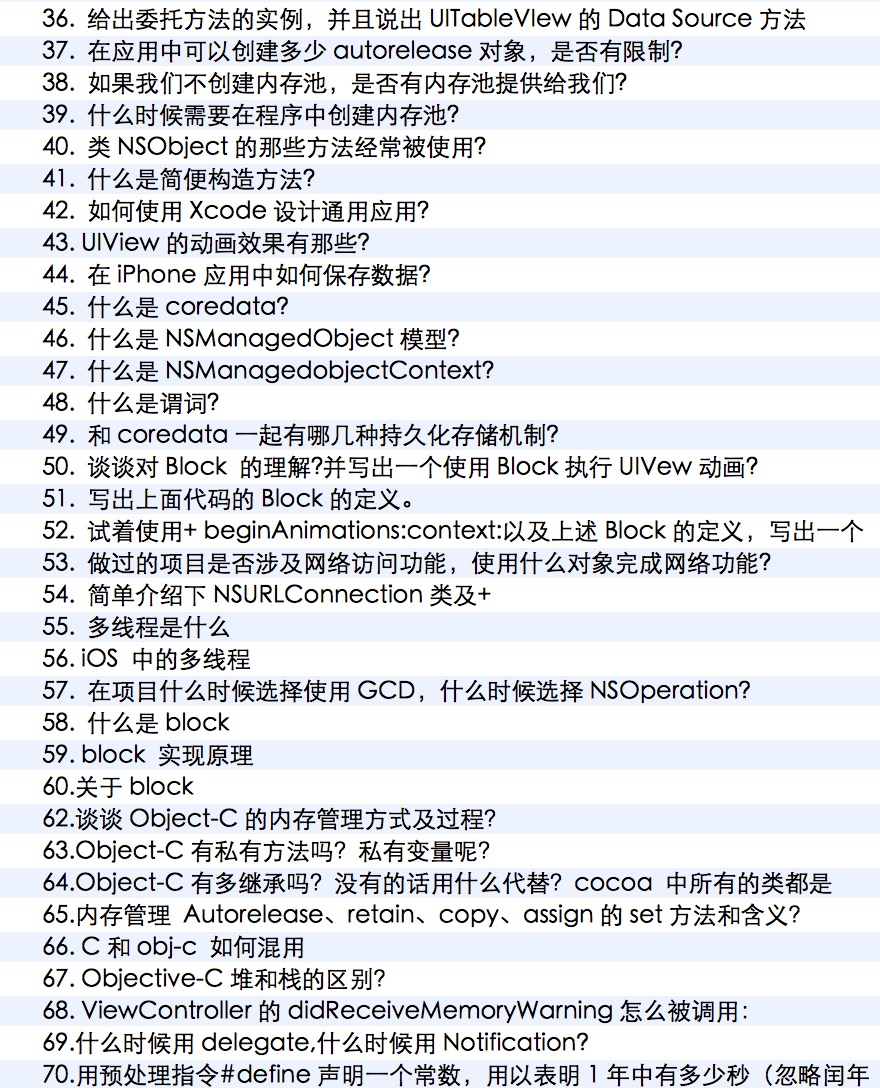 36. 给出委托方法的实例，并且说出 UITableVIew 的 Data Source 方法
37. 在应用中可以创建多少 autorelease 对象，是否有限制?
38. 如果我们不创建内存池，是否有内存池提供给我们?
39. 什么时候需要在程序中创建内存池?
40. 类 NSObject 的那些方法经常被使用?
41. 什么是简便构造方法?
42. 如何使用 Xcode 设计通用应用?
43. UIView 的动画效果有那些?
44. 在 iPhone 应用中如何保存数据?
45. 什么是 coredata?
46. 什么是 NSManagedObject 模型?
47. 什么是 NSManagedobjectContext?
48. 什么是谓词?
49. 和 coredata 一起有哪几种持久化存储机制?
50. 谈谈对 Block 的理解?并写出一个使用 Block 执行 UIVew 动画?
51. 写出上面代码的 Block 的定义。
52. 试着使用+ beginAnimations:context:以及上述 Block 的定义，写出一个
53. 做过的项目是否涉及网络访问功能，使用什么对象完成网络功能?
54. 简单介绍下 NSURLConnection 类及+
55. 多线程是什么
56. iOS 中的多线程
57. 在项目什么时候选择使用 GCD，什么时候选择 NSOperation?
58. 什么是 block
59. block 实现原理
60.关于 block
62.谈谈 Object-C 的内存管理方式及过程?
63.Object-C 有私有方法吗？私有变量呢?
64.Object-C 有多继承吗？没有的话用什么代替？cocoa 中所有的类都是
65.内存管理 Autorelease、retain、copy、assign 的 set 方法和含义?
66. C 和 obj-c 如何混用
67. Objective-C 堆和栈的区别?
68. ViewController 的 didReceiveMemoryWarning 怎么被调用：
69.什么时候用 delegate,什么时候用 Notification?
70.用预处理指令#define 声明一个常数，用以表明 1 年中有多少秒（忽略闰年